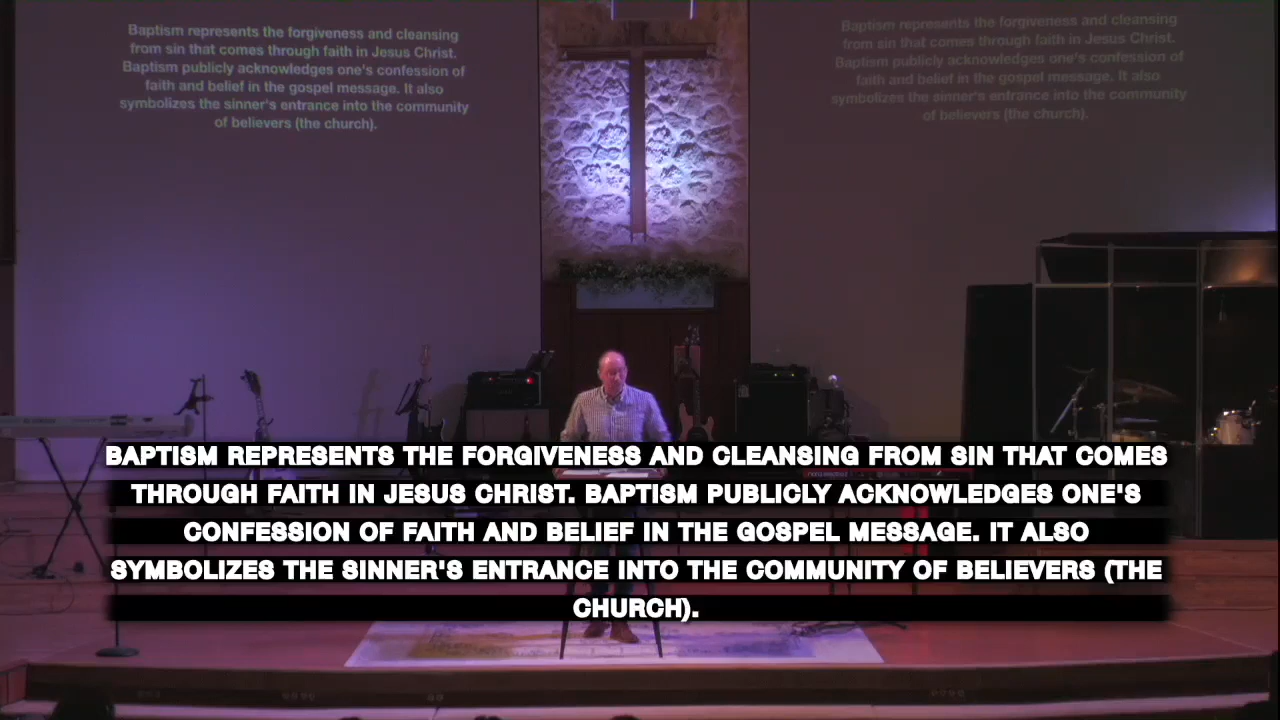 Baptism represents the forgiveness and cleansing
from sin that comes through faith in Jesus Christ.
Baptism publicly acknowledges one's confession of
faith and belief in the gospel message. It also
symbolizes the sinner's entrance into the community
of believers (the church).
Baptism represents the forgiveness and cleansing
from sin that comes through faith in Jesus Christ.
Baptism publicly acknowledges one's confession of
faith and belief in the gospel message. It also
symbolizes the sinner's entrance into the community
of believers (the church).
BAPTISM REPRESENTS THE FORGIVENESS AND CLEANSING FROM SIN THAT COMES
THROUGH FAITH IN JESUS CHRIST. BAPTISM PUBLICLY ACKNOWLEDGES ONE'S
CONFESSION OF FAITH AND BELIEF IN THE GOSPEL MESSAGE. IT ALSO
SYMBOLIZES THE SINNER'S ENTRANCE INTO THE COMMUNITY OF BELIEVERS (THE
CHURCH).